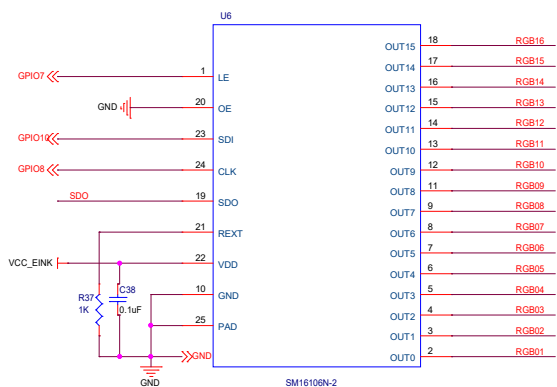 U6
OUT15 18 RGB16
OUT14 17 RGB15
GPIO7 1 LE OUT13 16 RGB14
GND 20 OE OUT12 15 RGB13
OUT11 14 RGB12
GPIO10 23 SDI OUT10 13 RGB11
GPIO8 24 CLK OUT9 12 RGB10
OUT8 11 RGB09
SDO 19 SDO OUT7 9 RGB08
21 REXT OUT6 8 RGB07
OUT5 7 RGB06
VCC_EINK 22 VDD OUT4 6 RGB05
R37 1K C38 0.1uF 10 GND OUT3 5 RGB04
OUT2 4 RGB03
25 PAD OUT1 3 RGB02
GND OUT0 2 RGB01
GND
SM16106N-2